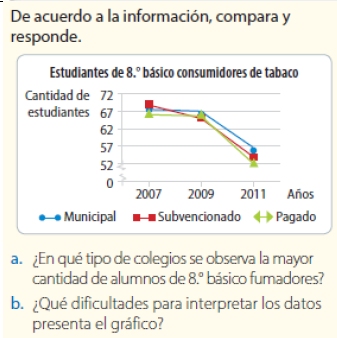 De acuerdo a la información, compara y
responde.
Estudiantes de 8.° básico consumidores de tabaco
Cantidad de
estudiantes
72
67
62
57
52
0
2007 2009 2011 Años
Municipal Subvencionado Pagado
a. ¿En qué tipo de colegios se observa la mayor
cantidad de alumnos de 8.° básico fumadores?
b. ¿Qué dificultades para interpretar los datos
presenta el gráfico?